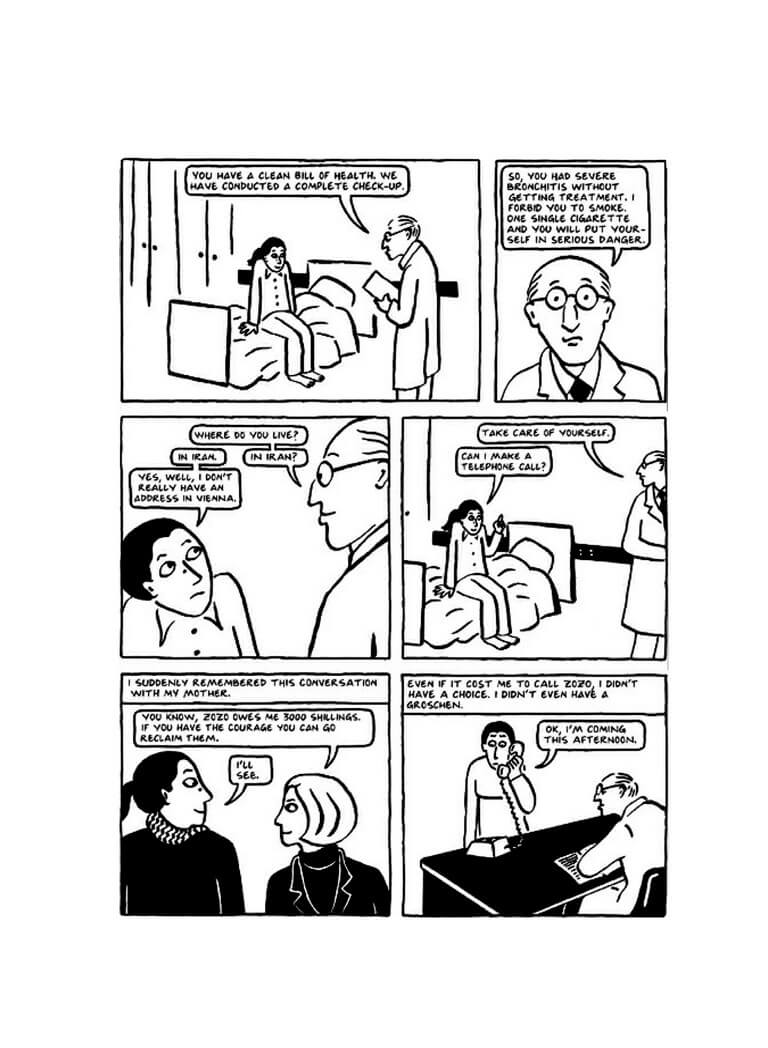 YOU HAVE A CLEAN BILL OF HEALTH. WE
HAVE CONDUCTED A COMPLETE CHECK-UP.
SO, YOU HAD SEVERE
BRONCHITIS WITHOUT
GETTING TREATMENT. I
FORBID YOU TO SMOKE.
ONE SINGLE CIGARETTE
AND YOU WILL PUT YOUR-
SELF IN SERIOUS DANGER.
WHERE DO YOU LIVE?
IN IRAN.
IN IRAN?
YES, WELL, I DON'T
REALLY HAVE AN
ADDRESS IN VIENNA.
TAKE CARE OF YOURSELF.
CAN I MAKE A
TELEPHONE CALL?
I SUDDENLY REMEMBERED THIS CONVERSATION
WITH MY MOTHER.
YOU KNOW, ZOZO OWES ME 3000 SHILLINGS.
IF YOU HAVE THE COURAGE YOU CAN GO
RECLAIM THEM.
I'LL
SEE.
EVEN IF IT COST ME TO CALL ZOZO, I DIDN'T
HAVE A CHOICE. I DIDN'T EVEN HAVE A
GROSCHEN.
OK, I'M COMING
THIS AFTERNOON.